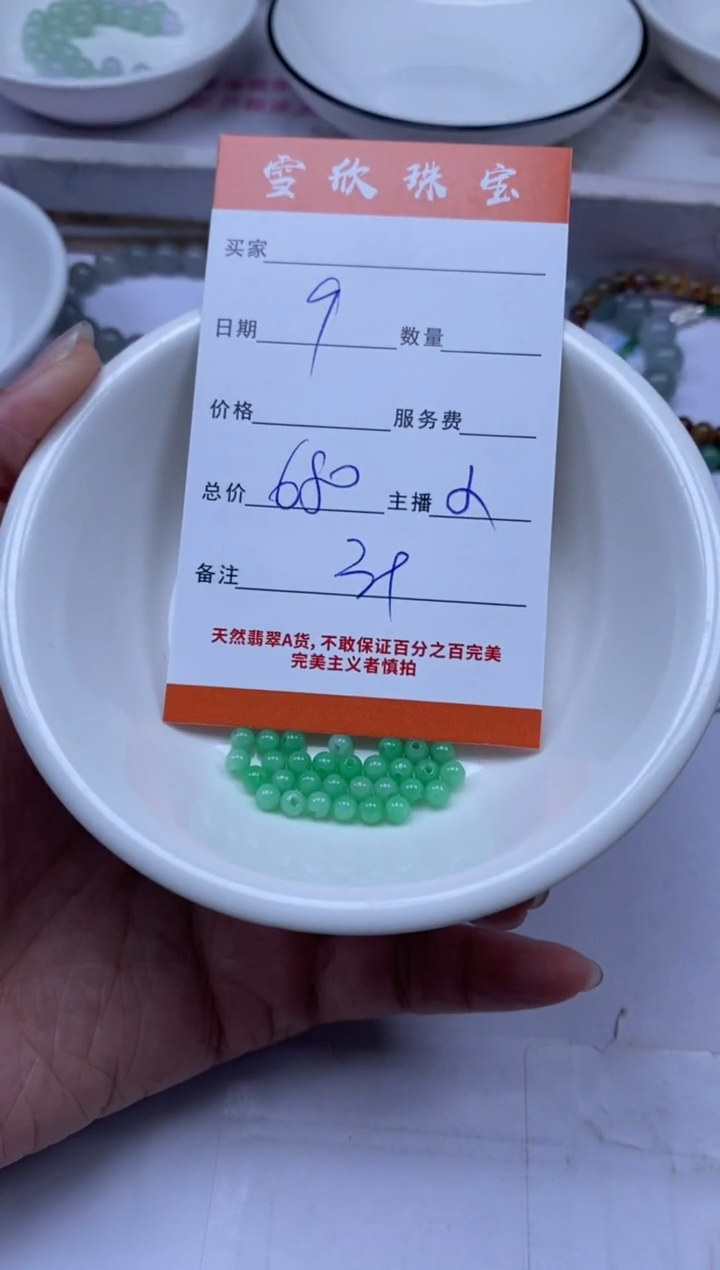 雪欣珠宝
买家
日期 9 数量
价格 服务费
总价 680 主播
备注
天然翡翠A货,不敢保证百分之百完美
完美主义者慎拍